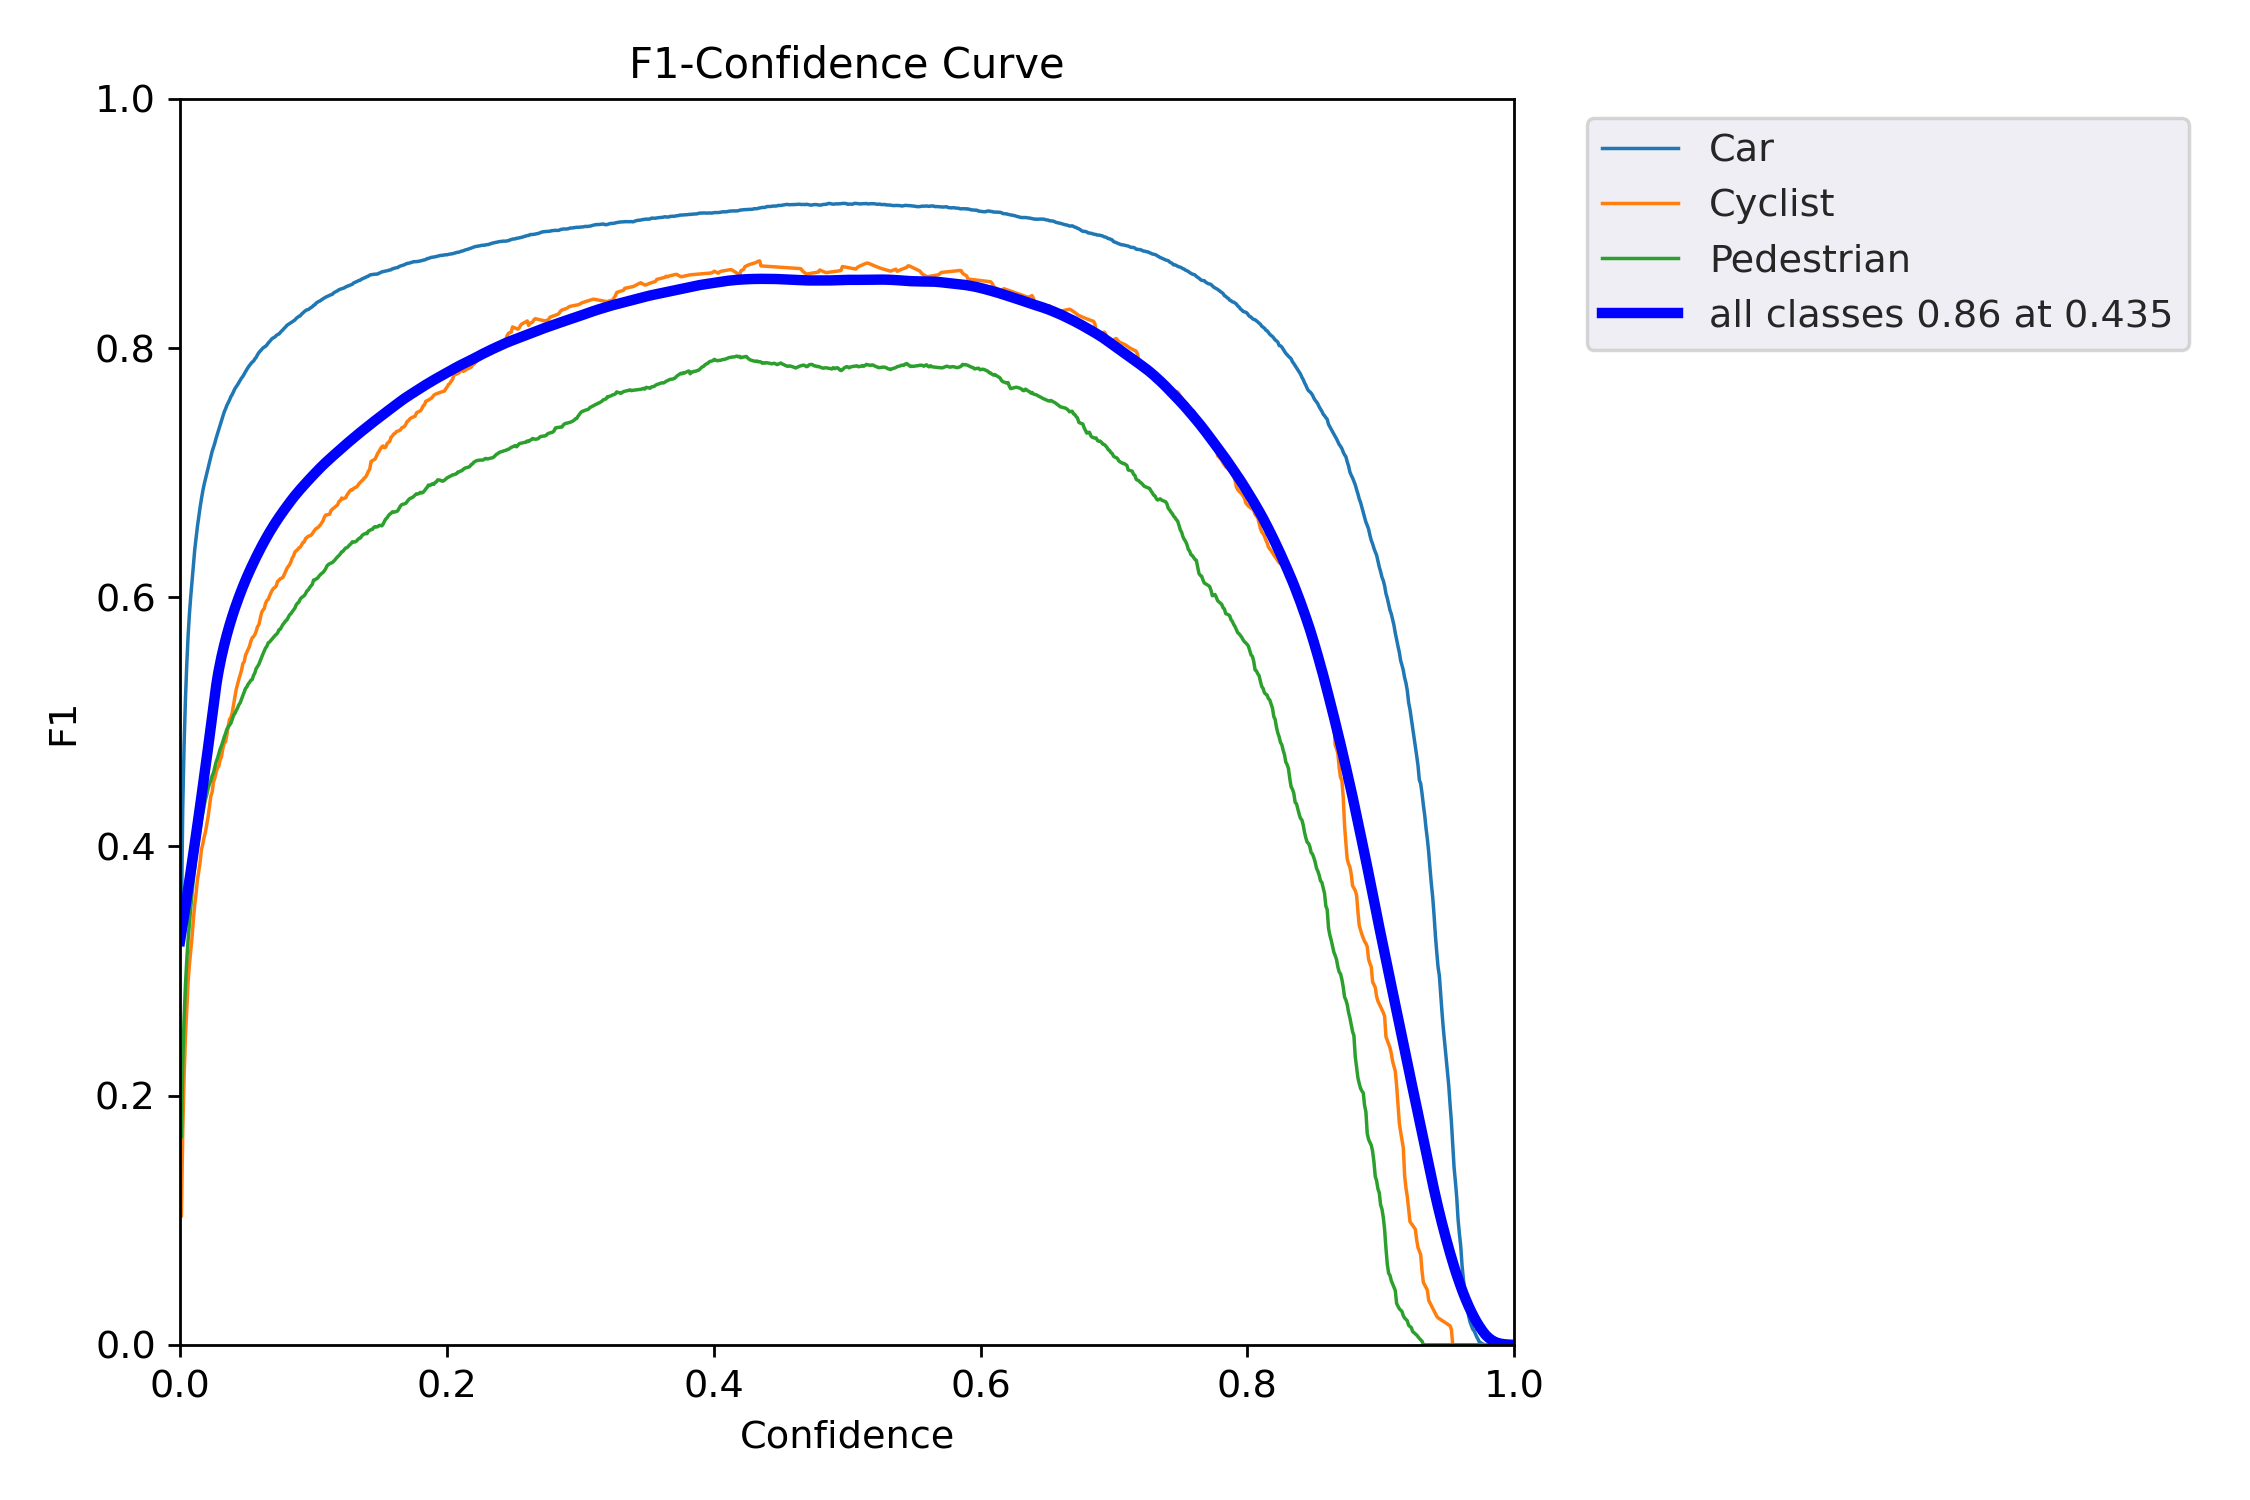 F1-Confidence Curve
1.0
0.8
0.6
0.4
0.2
0.0
F1
0.0 0.2 0.4 0.6 0.8 1.0
Confidence
Car
Cyclist
Pedestrian
all classes 0.86 at 0.435